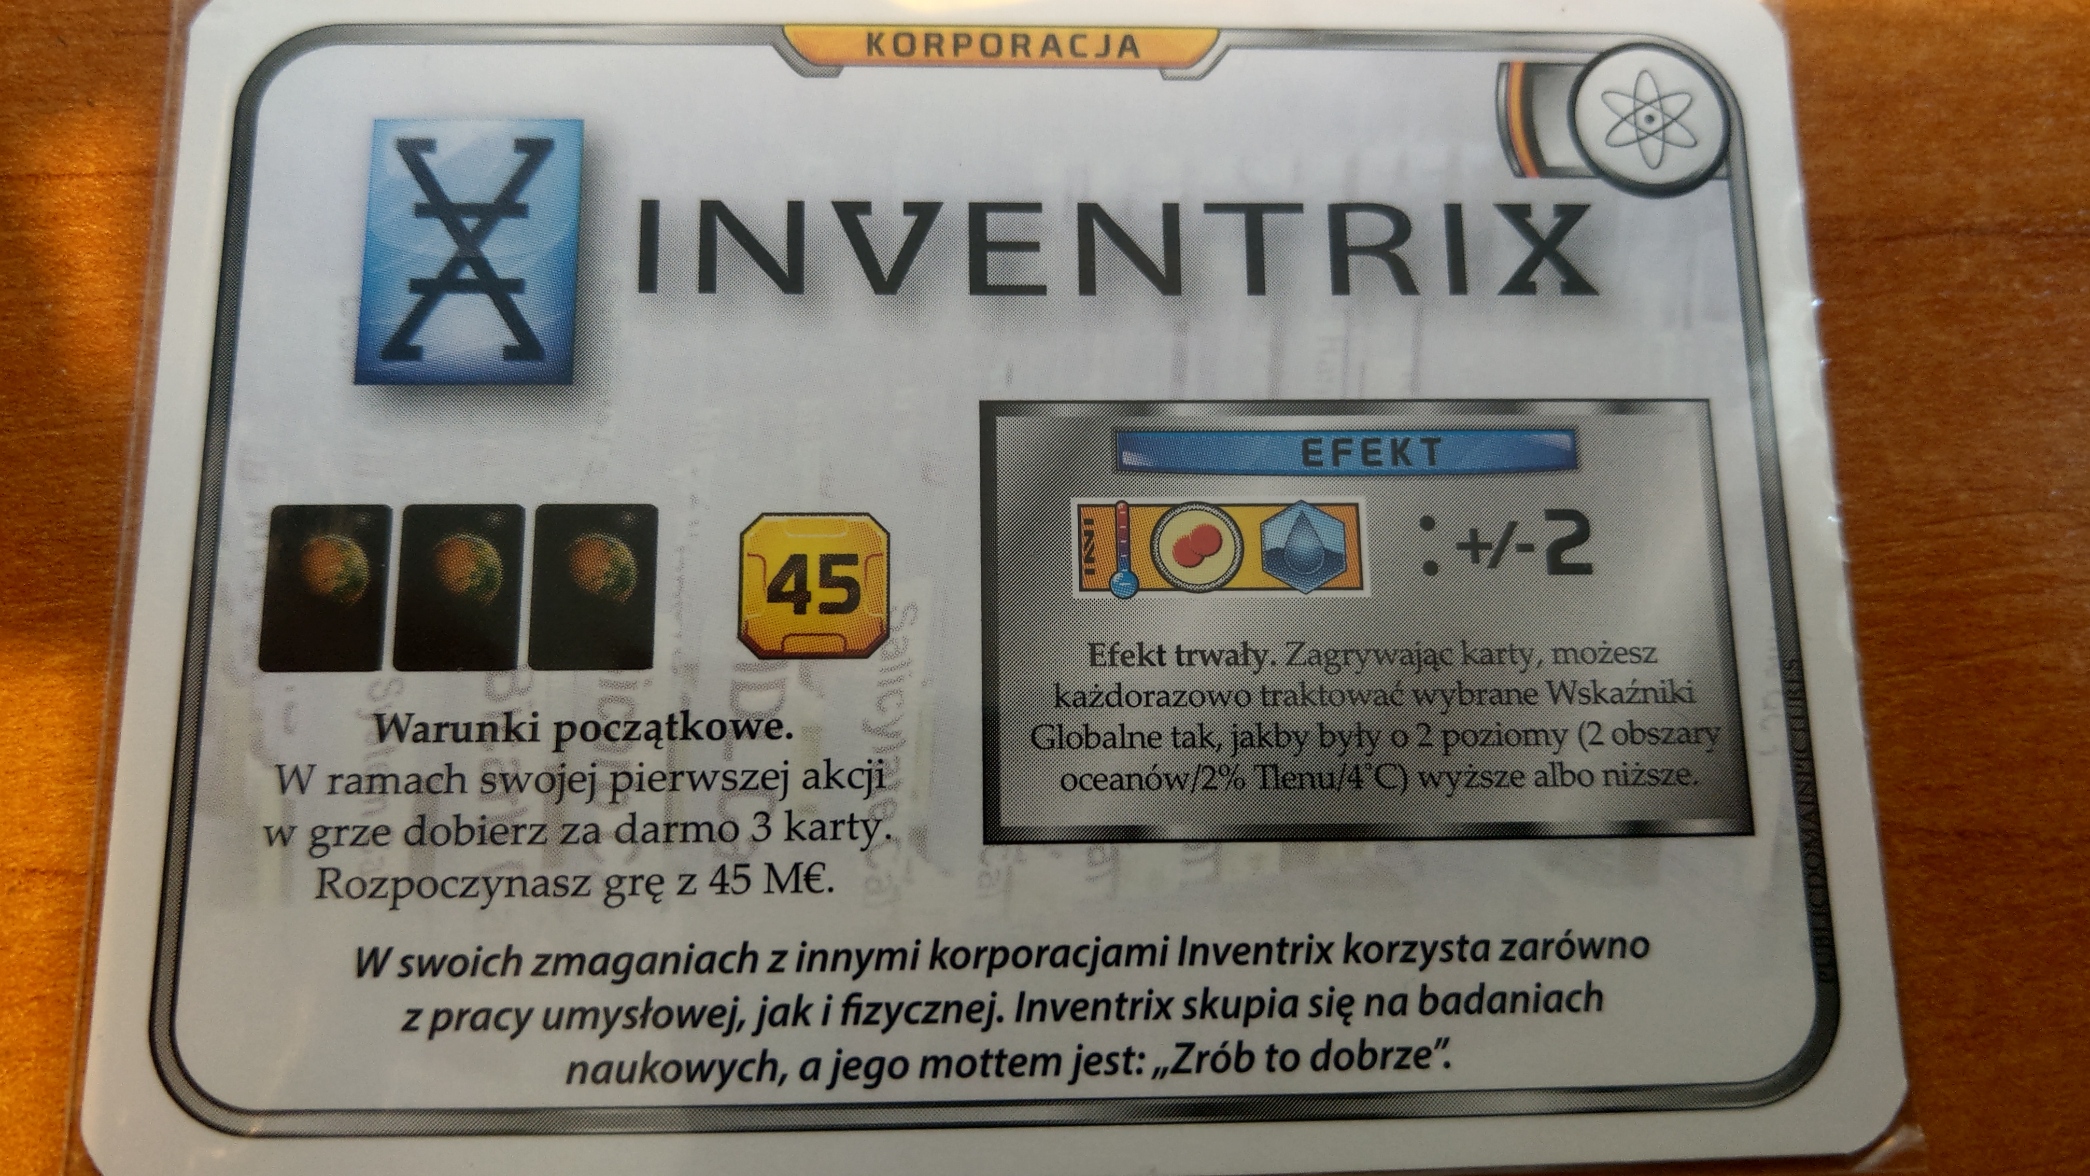 KORPORACJA
INVENTRIX
45
EFEKT
: +/- 2
Efekt trwały. Zagrywając karty, możesz
każdorazowo traktować wybrane Wskaźniki
Globalne tak, jakby były o 2 poziomy (2 obszary
oceanów/2% Tlenu/4°C) wyższe albo niższe.
Warunki początkowe.
W ramach swojej pierwszej akcji
w grze dobierz za darmo 3 karty.
Rozpoczynasz grę z 45 M€.
W swoich zmaganiach z innymi korporacjami Inventrix korzysta zarówno
z pracy umysłowej, jak i fizycznej. Inventrix skupia się na badaniach
naukowych, a jego mottem jest: „Zrób to dobrze”.
PUBLICDOMAINPICTURES